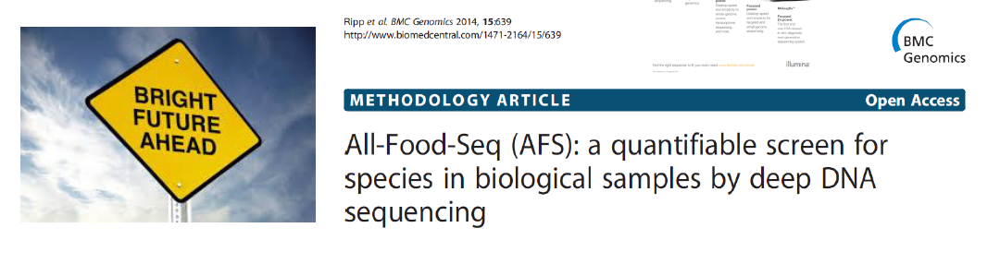 BRIGHT
FUTURE
AHEAD
Ripp et al. BMC Genomics 2014, 15:639
http://www.biomedcentral.com/1471-2164/15/639
illumina
BMC
Genomics
METHODOLOGY ARTICLE
Open Access
All-Food-Seq (AFS): a quantifiable screen for
species in biological samples by deep DNA
sequencing